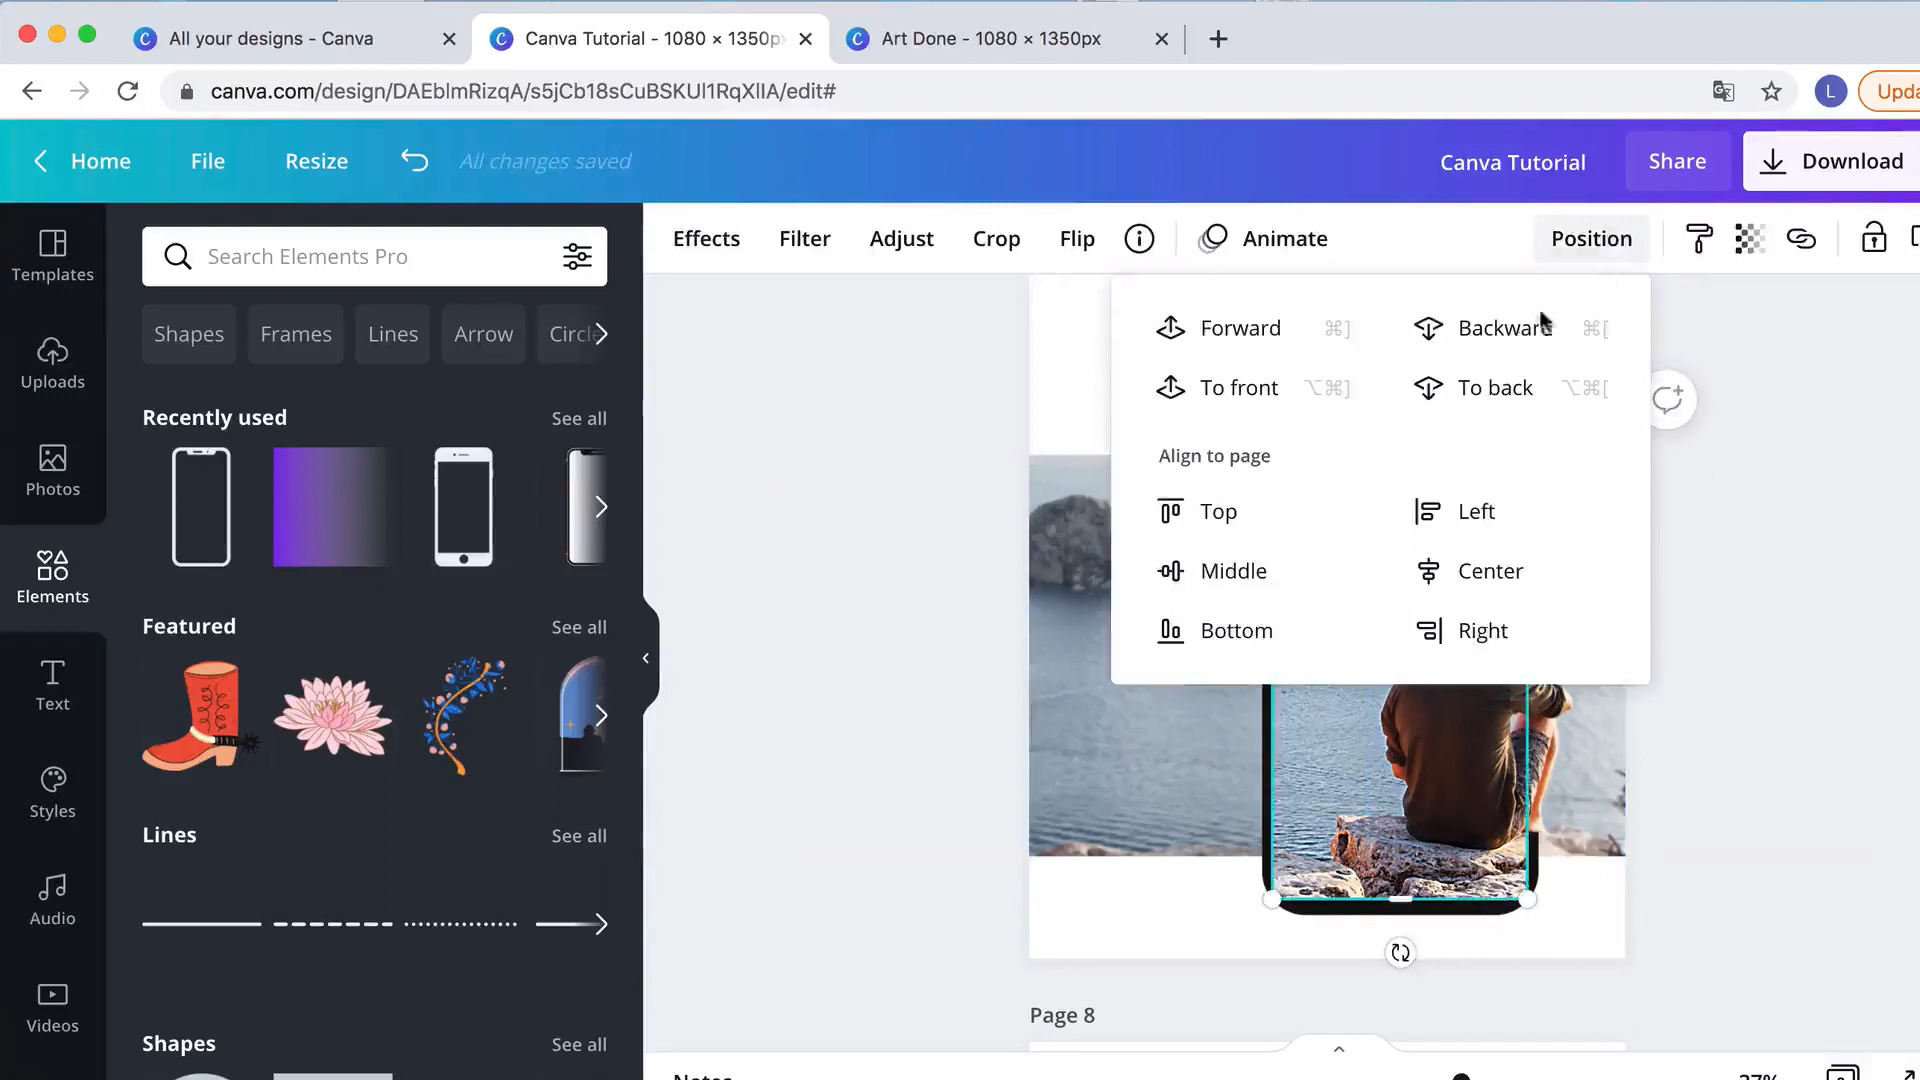 All your designs - Canva
Canva Tutorial - 1080 × 1350p
Art Done - 1080 × 1350px
canva.com/design/DAEblmRizqA/s5jCb18sCuBSKUl1RqXlIA/edit#
L
Upda
Home
File
Resize
All changes saved
Canva Tutorial
Share
Download
Templates
Uploads
Photos
Elements
Text
Styles
Audio
Videos
Search Elements Pro
Shapes
Frames
Lines
Arrow
Circle
Recently used
See all
Featured
See all
Lines
See all
Shapes
See all
Effects
Filter
Adjust
Crop
Flip
Animate
Position
Forward ⌘]
Backward ⌘[
To front ⌥⌘]
To back ⌥⌘[
Align to page
Top
Left
Middle
Center
Bottom
Right
Page 8
Notes
37%